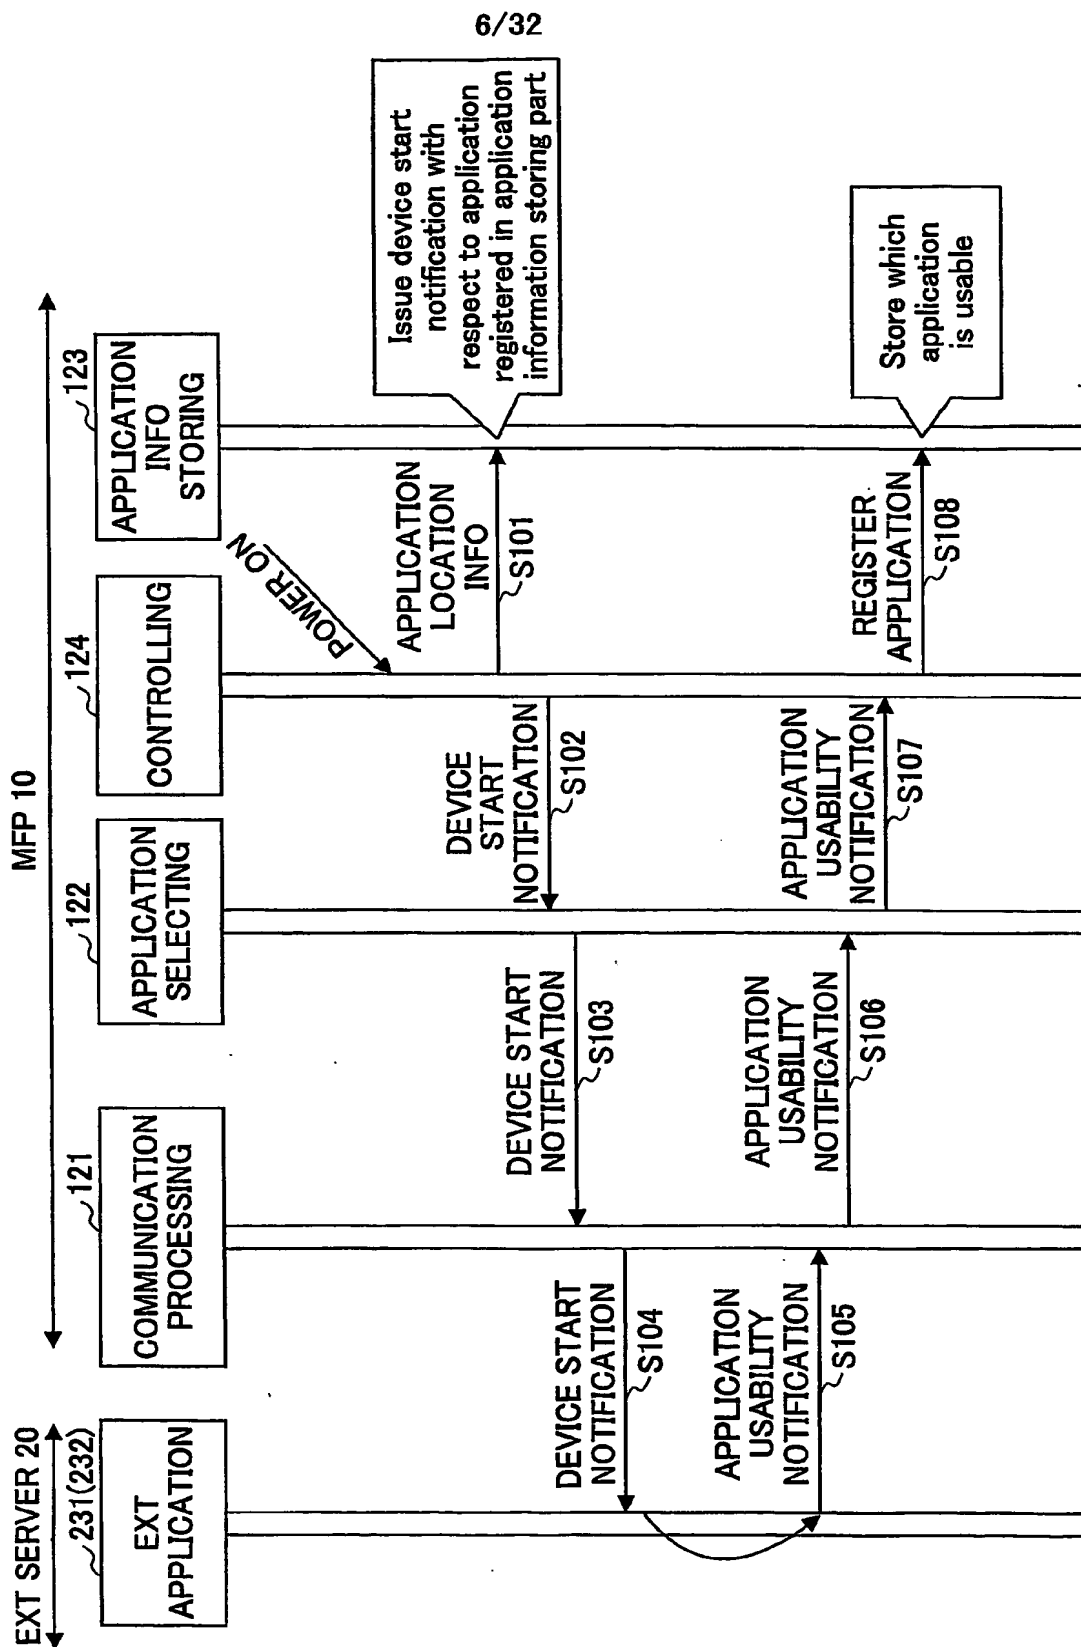 6/32
EXT SERVER 20
MFP 10
231(232)
121
122
124
123
EXT
APPLICATION
COMMUNICATION
PROCESSING
APPLICATION
SELECTING
CONTROLLING
APPLICATION
INFO
STORING
POWER ON
APPLICATION
LOCATION
INFO
S101
Issue device start
notification with
respect to application
registered in application
information storing part
DEVICE
START
NOTIFICATION
S102
DEVICE START
NOTIFICATION
S103
DEVICE START
NOTIFICATION
S104
APPLICATION
USABILITY
NOTIFICATION
S105
APPLICATION
USABILITY
NOTIFICATION
S106
APPLICATION
USABILITY
NOTIFICATION
S107
REGISTER
APPLICATION
S108
Store which
application
is usable